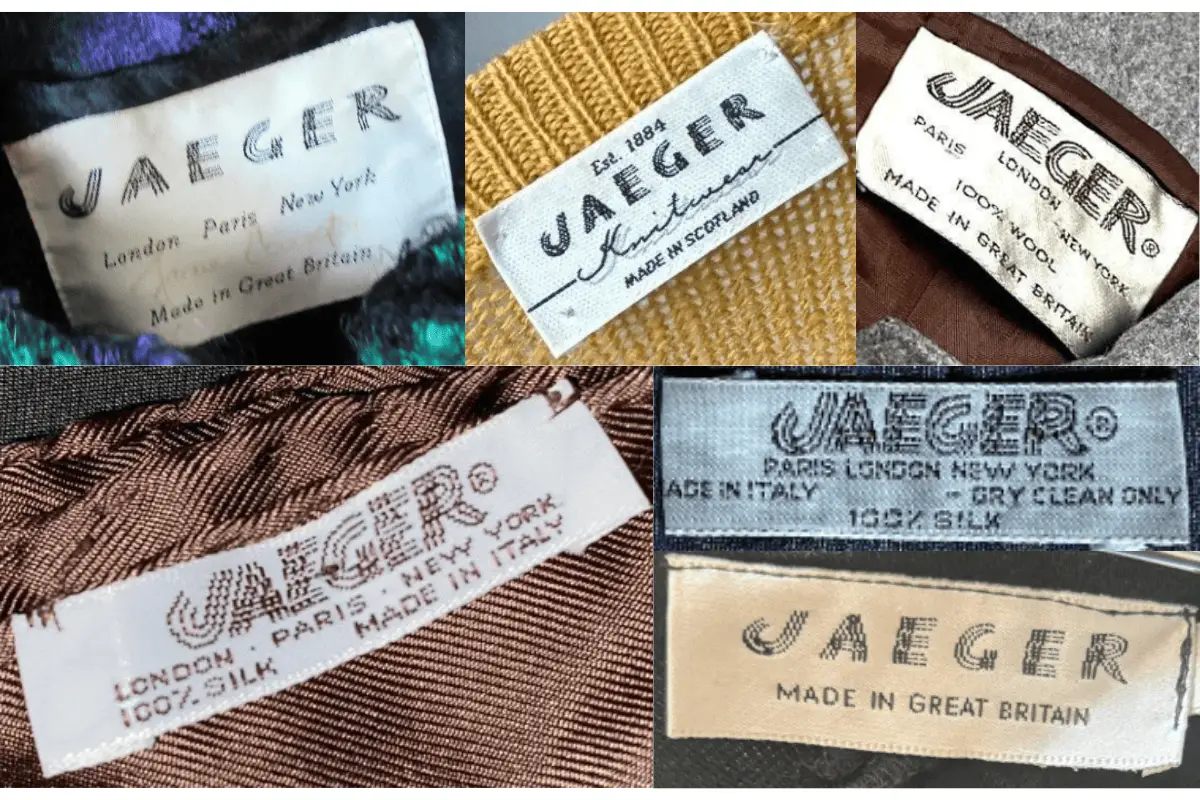 JAEGER
London Paris New York
Made in Great Britain
Est. 1884
JAEGER
Knitwear
MADE IN SCOTLAND
JAEGER®
PARIS LONDON NEW YORK
100% WOOL
MADE IN GREAT BRITAIN
JAEGER®
LONDON · PARIS · NEW YORK
100% SILK MADE IN ITALY
JAEGER®
PARIS LONDON NEW YORK
ADE IN ITALY - DRY CLEAN ONLY
100% SILK
JAEGER
MADE IN GREAT BRITAIN